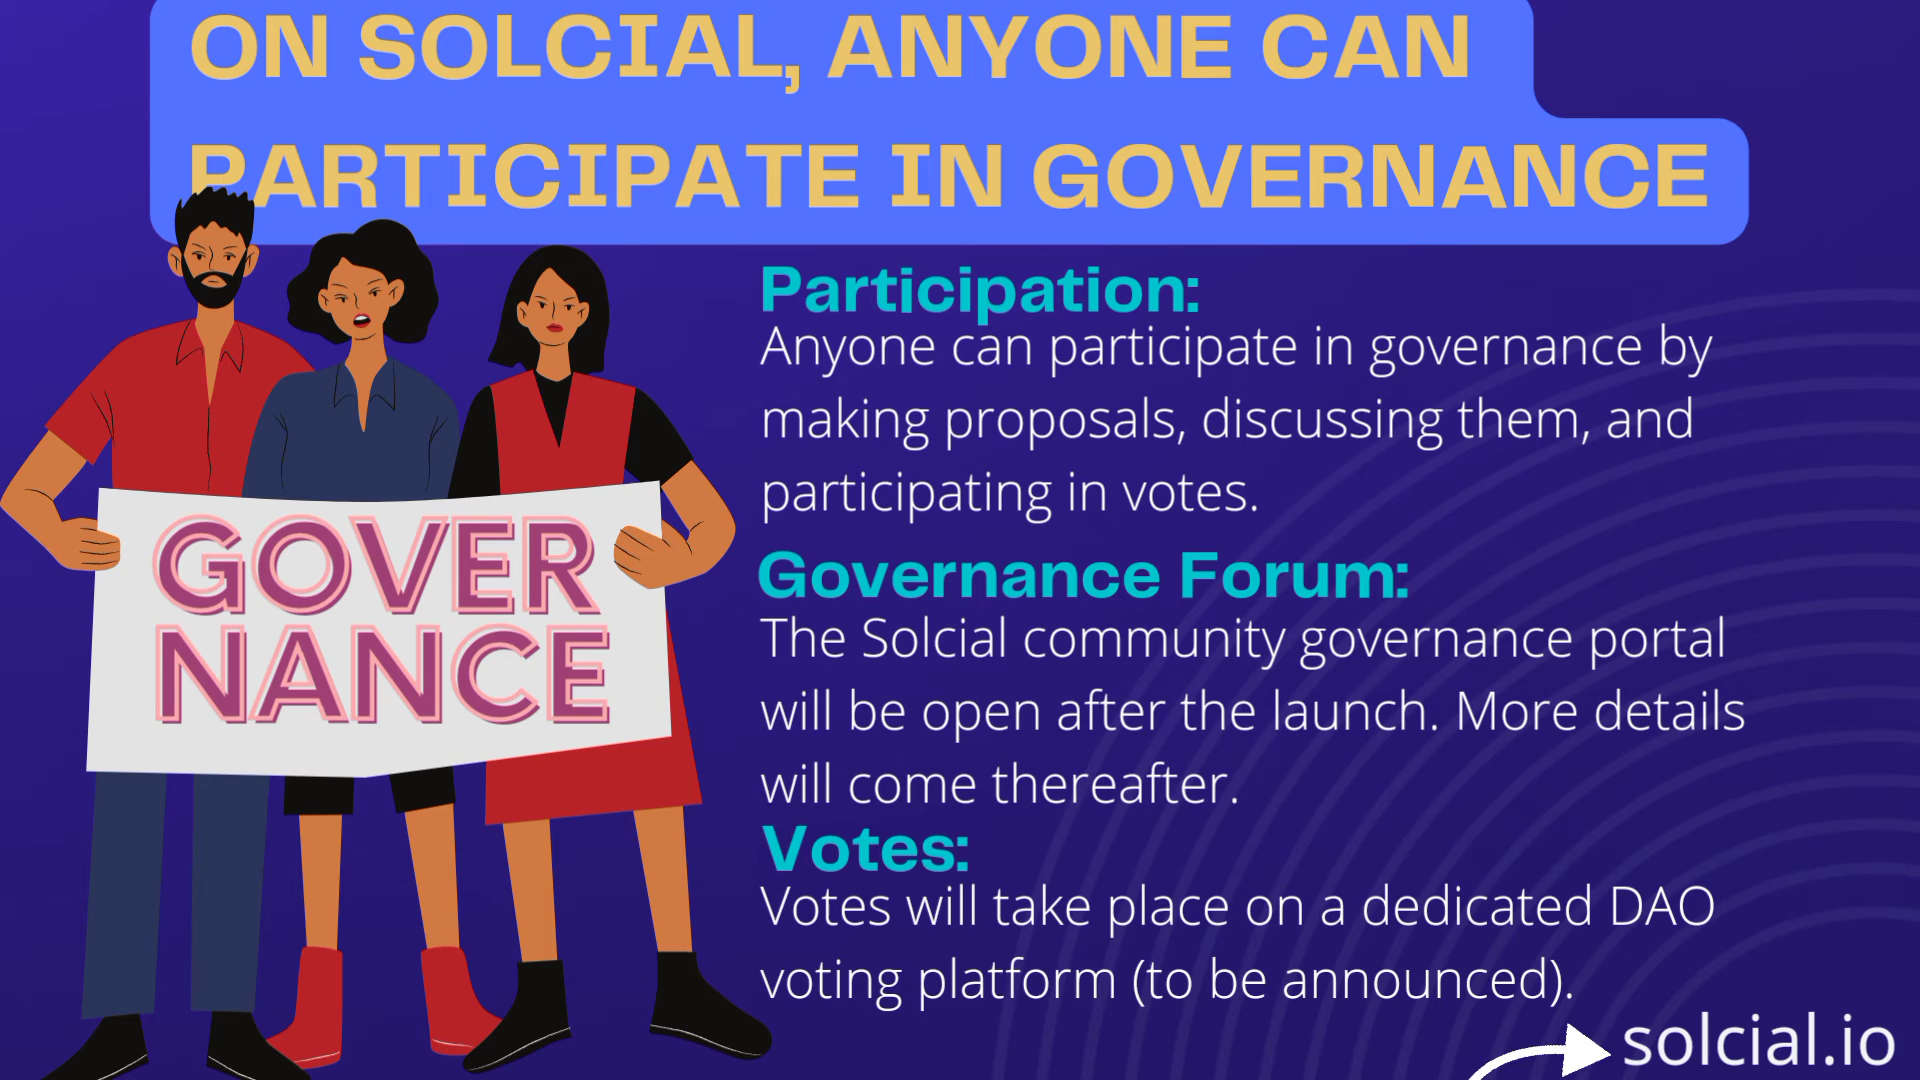 ON SOLCIAL, ANYONE CAN
PARTICIPATE IN GOVERNANCE
GOVER
NANCE
Participation:
Anyone can participate in governance by
making proposals, discussing them, and
participating in votes.
Governance Forum:
The Solcial community governance portal
will be open after the launch. More details
will come thereafter.
Votes:
Votes will take place on a dedicated DAO
voting platform (to be announced).
solcial.io